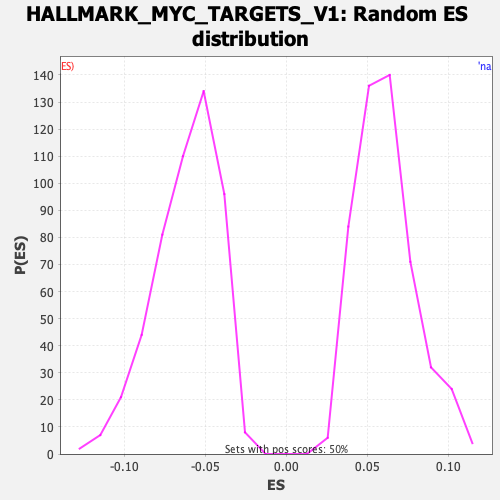 HALLMARK_MYC_TARGETS_V1: Random ES
distribution
ES)
'na
140
130
120
110
100
90
80
70
60
50
40
30
20
10
0
P(ES)
Sets with pos scores: 50%
-0.10 -0.05 0.00 0.05 0.10
ES